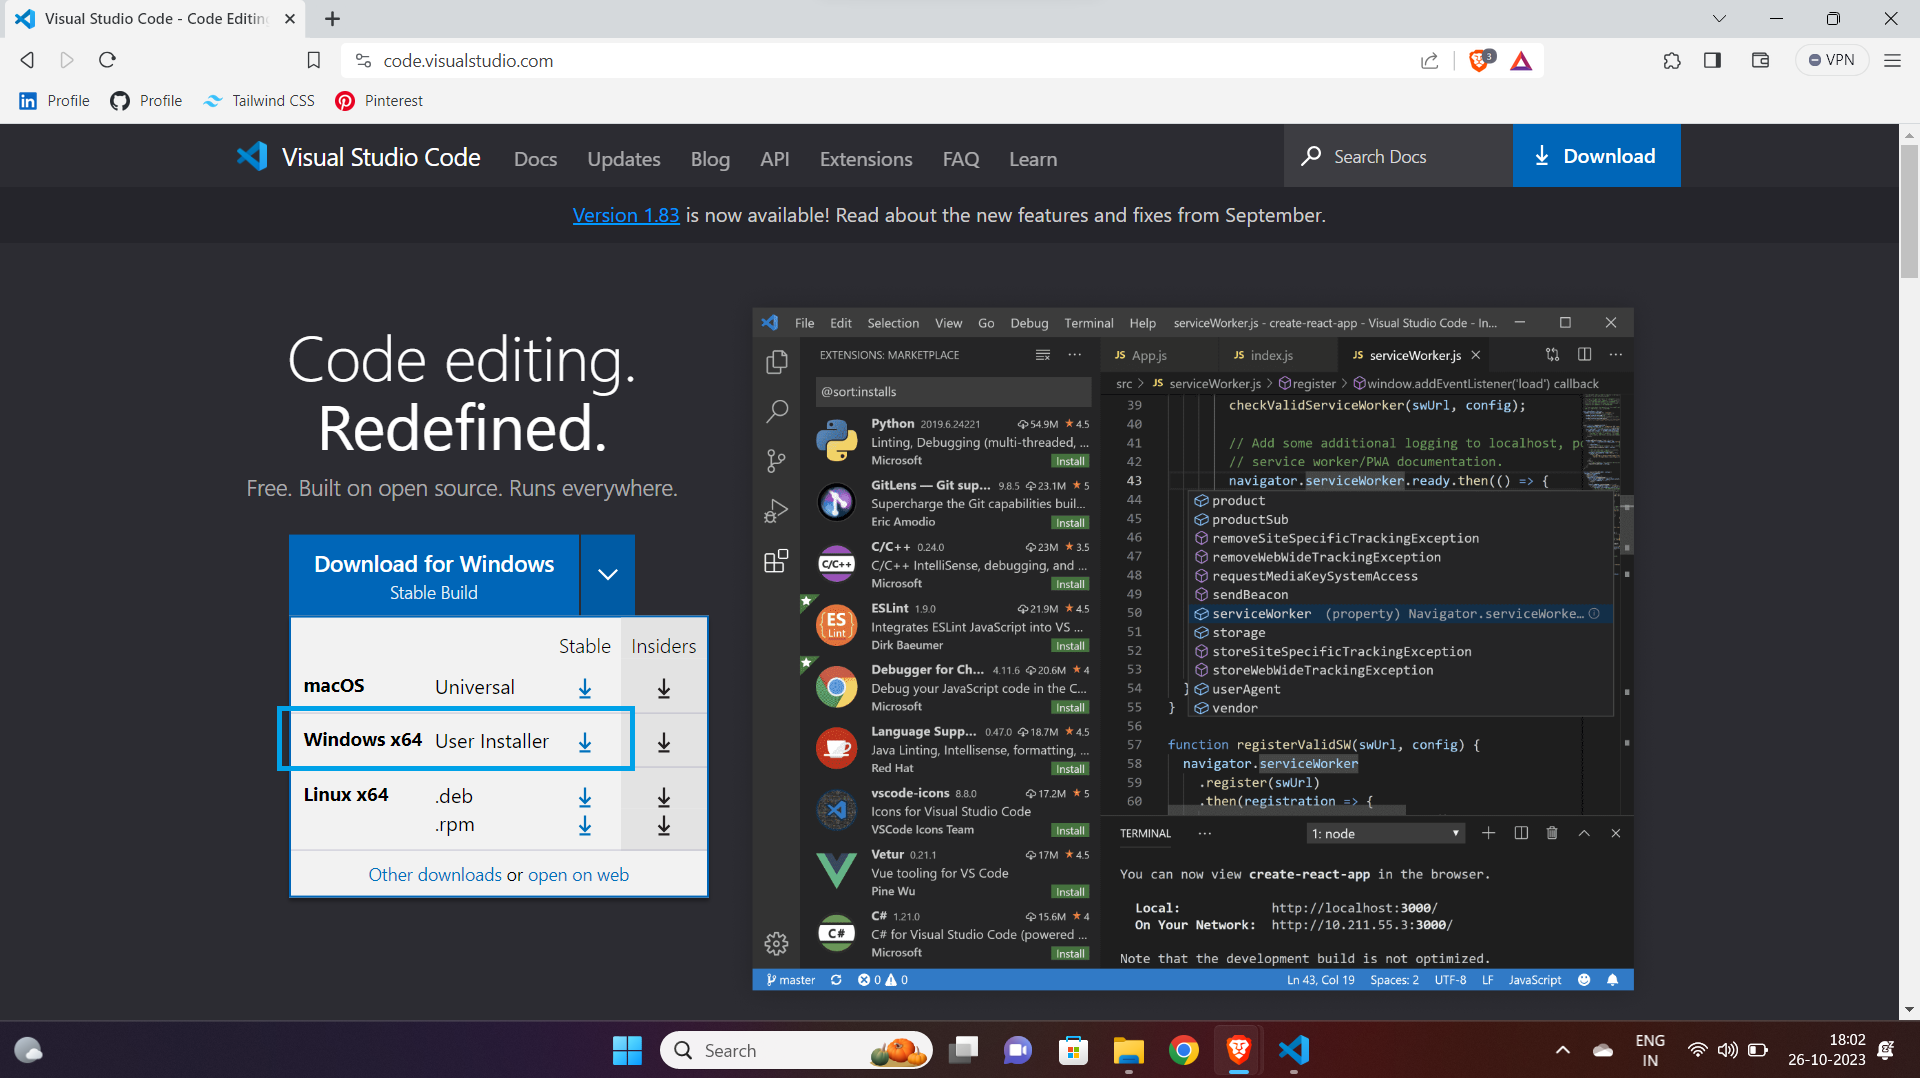 Visual Studio Code - Code Editing
code.visualstudio.com
3
VPN
Profile
Profile
Tailwind CSS
Pinterest
Visual Studio Code
Docs
Updates
Blog
API
Extensions
FAQ
Learn
Search Docs
Download
Version 1.83 is now available! Read about the new features and fixes from September.
Code editing.
Redefined.
Free. Built on open source. Runs everywhere.
Download for Windows
Stable Build
Stable Insiders
macOS Universal
Windows x64 User Installer
Linux x64 .deb
.rpm
Other downloads or open on web
File Edit Selection View Go Debug Terminal Help serviceWorker.js - create-react-app - Visual Studio Code - In...
EXTENSIONS: MARKETPLACE
@sort:installs
Python 2019.6.24221 54.9M ★ 4.5
Linting, Debugging (multi-threaded, ...
Microsoft Install
GitLens — Git sup... 9.8.5 23.1M ★ 5
Supercharge the Git capabilities buil...
Eric Amodio Install
C/C++ 0.24.0 23M ★ 3.5
C/C++ IntelliSense, debugging, and ...
C/C++
Microsoft Install
ESLint 1.9.0 21.9M ★ 4.5
Integrates ESLint JavaScript into VS ...
ES
Lint
Dirk Baeumer Install
Debugger for Ch... 4.11.6 20.6M ★ 4
Debug your JavaScript code in the C...
Microsoft Install
Language Supp... 0.47.0 18.7M ★ 4.5
Java Linting, Intellisense, formatting, ...
Red Hat Install
vscode-icons 8.8.0 17.2M ★ 5
Icons for Visual Studio Code
VSCode Icons Team Install
Vetur 0.21.1 17M ★ 4.5
Vue tooling for VS Code
Pine Wu Install
C# 1.21.0 15.6M ★ 4
C# for Visual Studio Code (powered ...
C#
Microsoft Install
JS App.js
JS index.js
JS serviceWorker.js
src > JS serviceWorker.js > register > window.addEventListener('load') callback
39 checkValidServiceWorker(swUrl, config);
40
41 // Add some additional logging to localhost, p
42 // service worker/PWA documentation.
43 navigator.serviceWorker.ready.then(() => {
44 product
45 productSub
46 removeSiteSpecificTrackingException
47 removeWebWideTrackingException
48 requestMediaKeySystemAccess
49 sendBeacon
50 serviceWorker (property) Navigator.serviceWorke...
51 storage
52 storeSiteSpecificTrackingException
53 storeWebWideTrackingException
54 } userAgent
55 } vendor
56
57 function registerValidSW(swUrl, config) {
58 navigator.serviceWorker
59 .register(swUrl)
60 .then(registration => {
TERMINAL ··· 1: node
You can now view create-react-app in the browser.
Local: http://localhost:3000/
On Your Network: http://10.211.55.3:3000/
Note that the development build is not optimized.
master 0 0 Ln 43, Col 19 Spaces: 2 UTF-8 LF JavaScript
Search
ENG
IN
18:02
26-10-2023